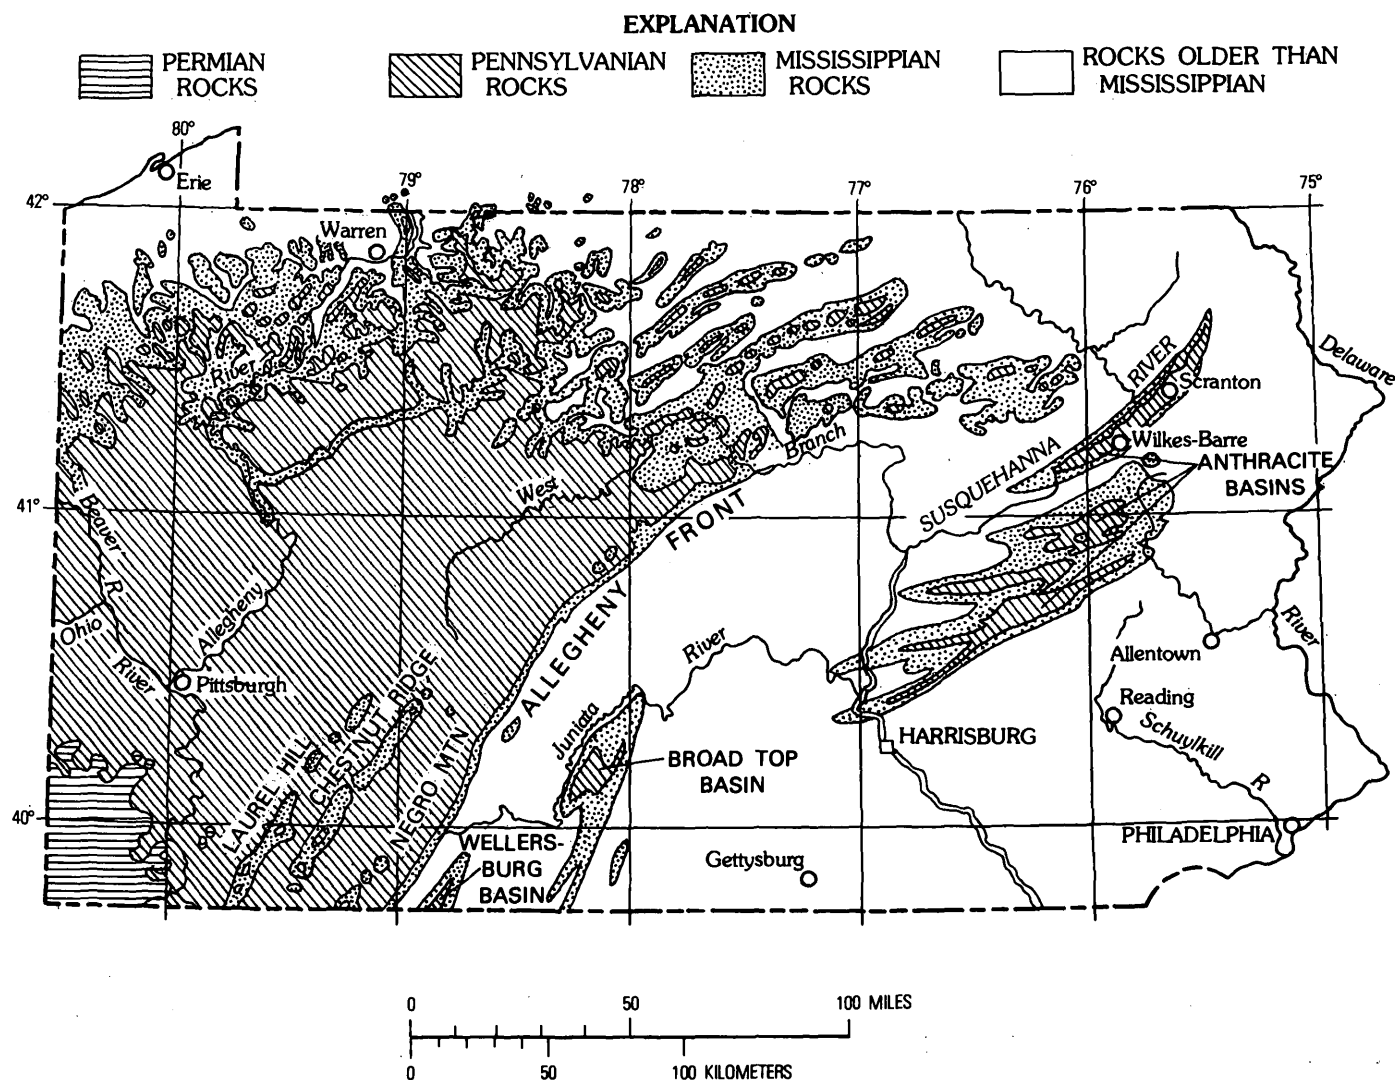 EXPLANATION
PERMIAN
ROCKS
PENNSYLVANIAN
ROCKS
MISSISSIPPIAN
ROCKS
ROCKS OLDER THAN
MISSISSIPPIAN
80°
Erie
79°
78°
77°
76°
75°
42°
Warren
River
Delaware
RIVER
Scranton
Branch
Wilkes-Barre
SUSQUEHANNA
ANTHRACITE
BASINS
West
41°
Beaver
R
FRONT
Allegheny
ALLEGHENY
Ohio
River
River
River
Allentown
Pittsburgh
Reading
CHESTNUT RIDGE
Juniata
Schuylkill
R
HARRISBURG
LAUREL HILL
NEGRO MTN
BROAD TOP
BASIN
40°
PHILADELPHIA
WELLERS-
BURG
BASIN
Gettysburg
0 50 100 MILES
0 50 100 KILOMETERS